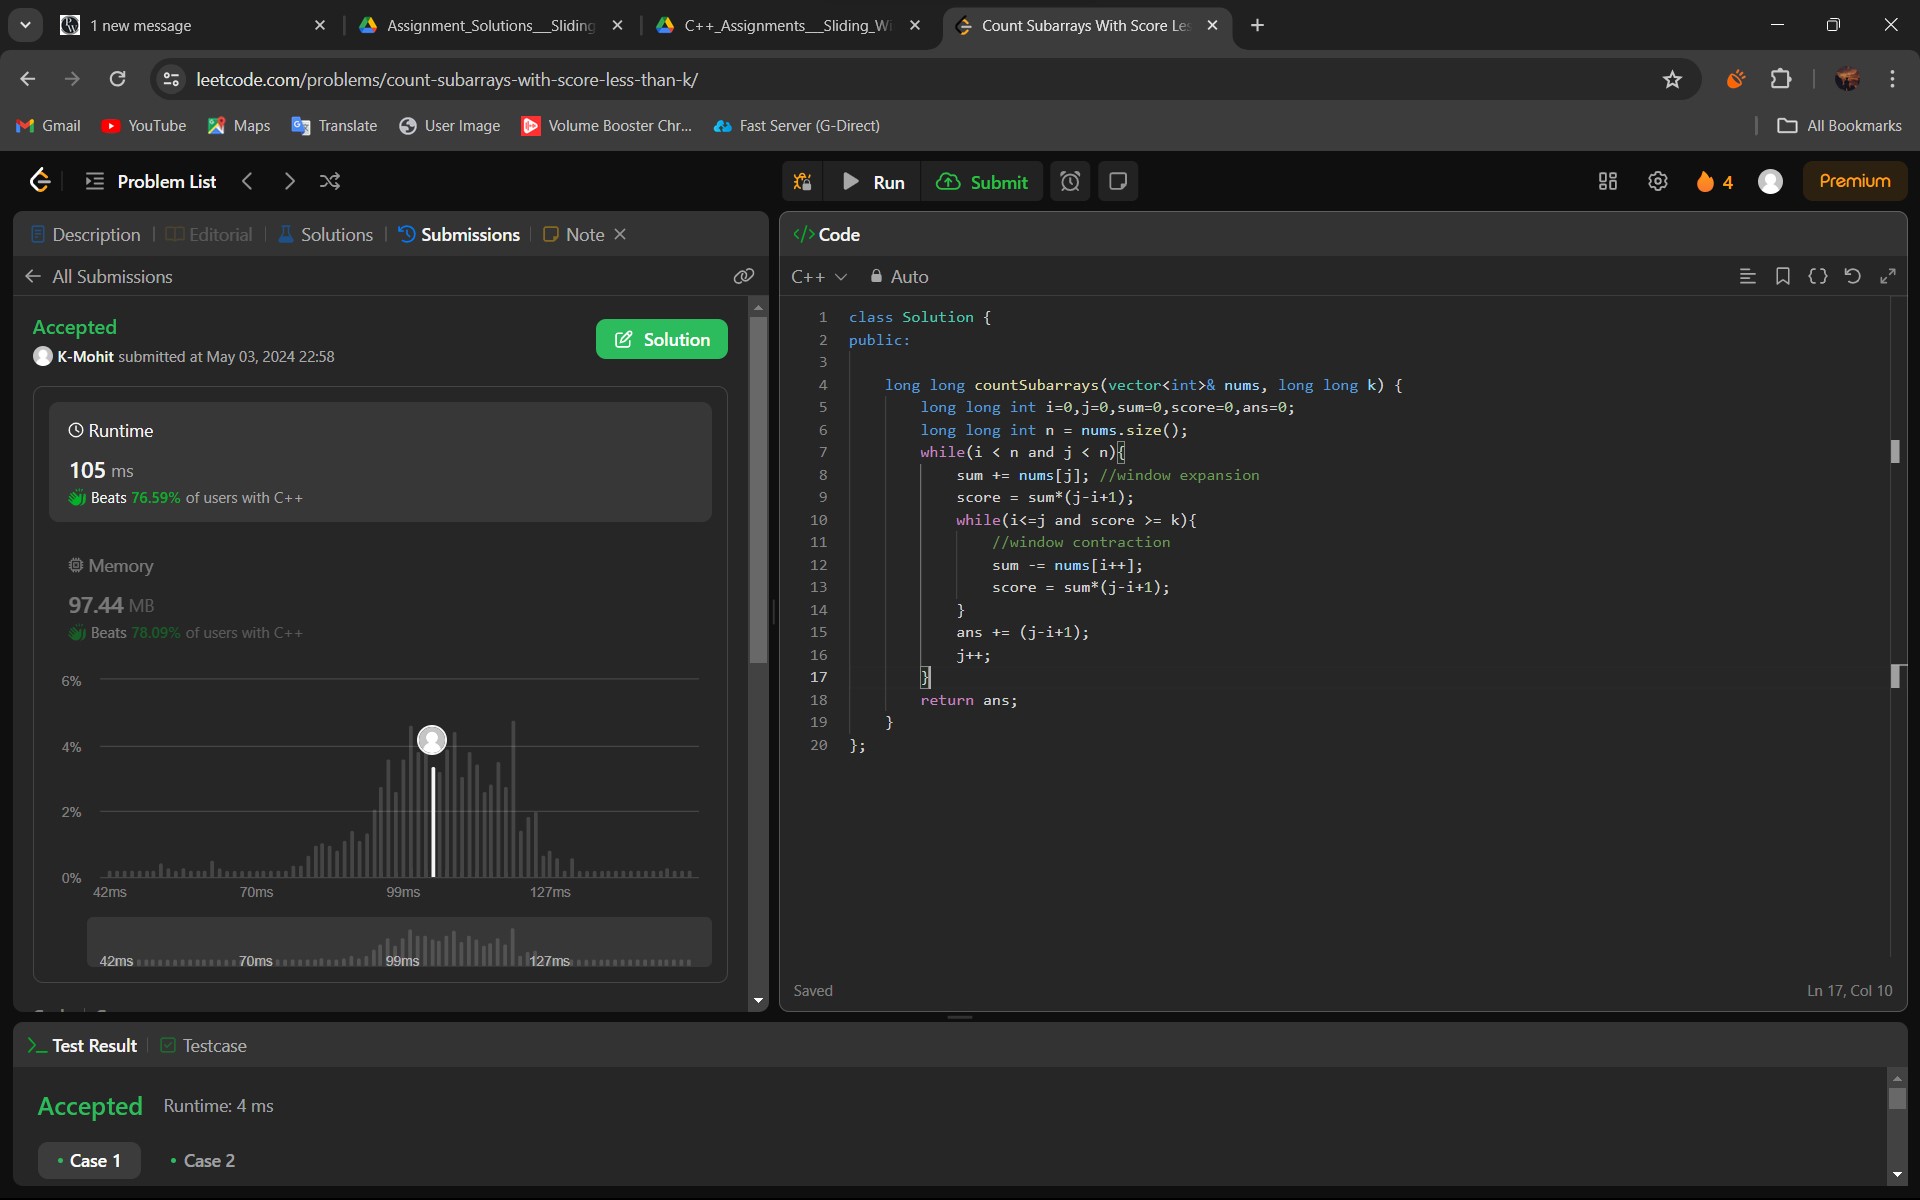 1 new message
Assignment_Solutions__Sliding
C++_Assignments__Sliding_Wi
Count Subarrays With Score Les
leetcode.com/problems/count-subarrays-with-score-less-than-k/
Gmail
YouTube
Maps
Translate
User Image
Volume Booster Chr...
Fast Server (G-Direct)
All Bookmarks
Problem List
Run
Submit
4
Premium
Description
Editorial
Solutions
Submissions
Note
All Submissions
Accepted
K-Mohit submitted at May 03, 2024 22:58
Solution
Runtime
105 ms
Beats 76.59% of users with C++
Memory
97.44 MB
Beats 78.09% of users with C++
6%
4%
2%
0%
42ms 70ms 99ms 127ms
42ms 70ms 99ms 127ms
</> Code
C++
Auto
1 class Solution {
2 public:
3
4 long long countSubarrays(vector<int>& nums, long long k) {
5 long long int i=0,j=0,sum=0,score=0,ans=0;
6 long long int n = nums.size();
7 while(i < n and j < n){
8 sum += nums[j]; //window expansion
9 score = sum*(j-i+1);
10 while(i<=j and score >= k){
11 //window contraction
12 sum -= nums[i++];
13 score = sum*(j-i+1);
14 }
15 ans += (j-i+1);
16 j++;
17 }
18 return ans;
19 }
20 };
Saved
Ln 17, Col 10
Test Result
Testcase
Accepted
Runtime: 4 ms
• Case 1
• Case 2